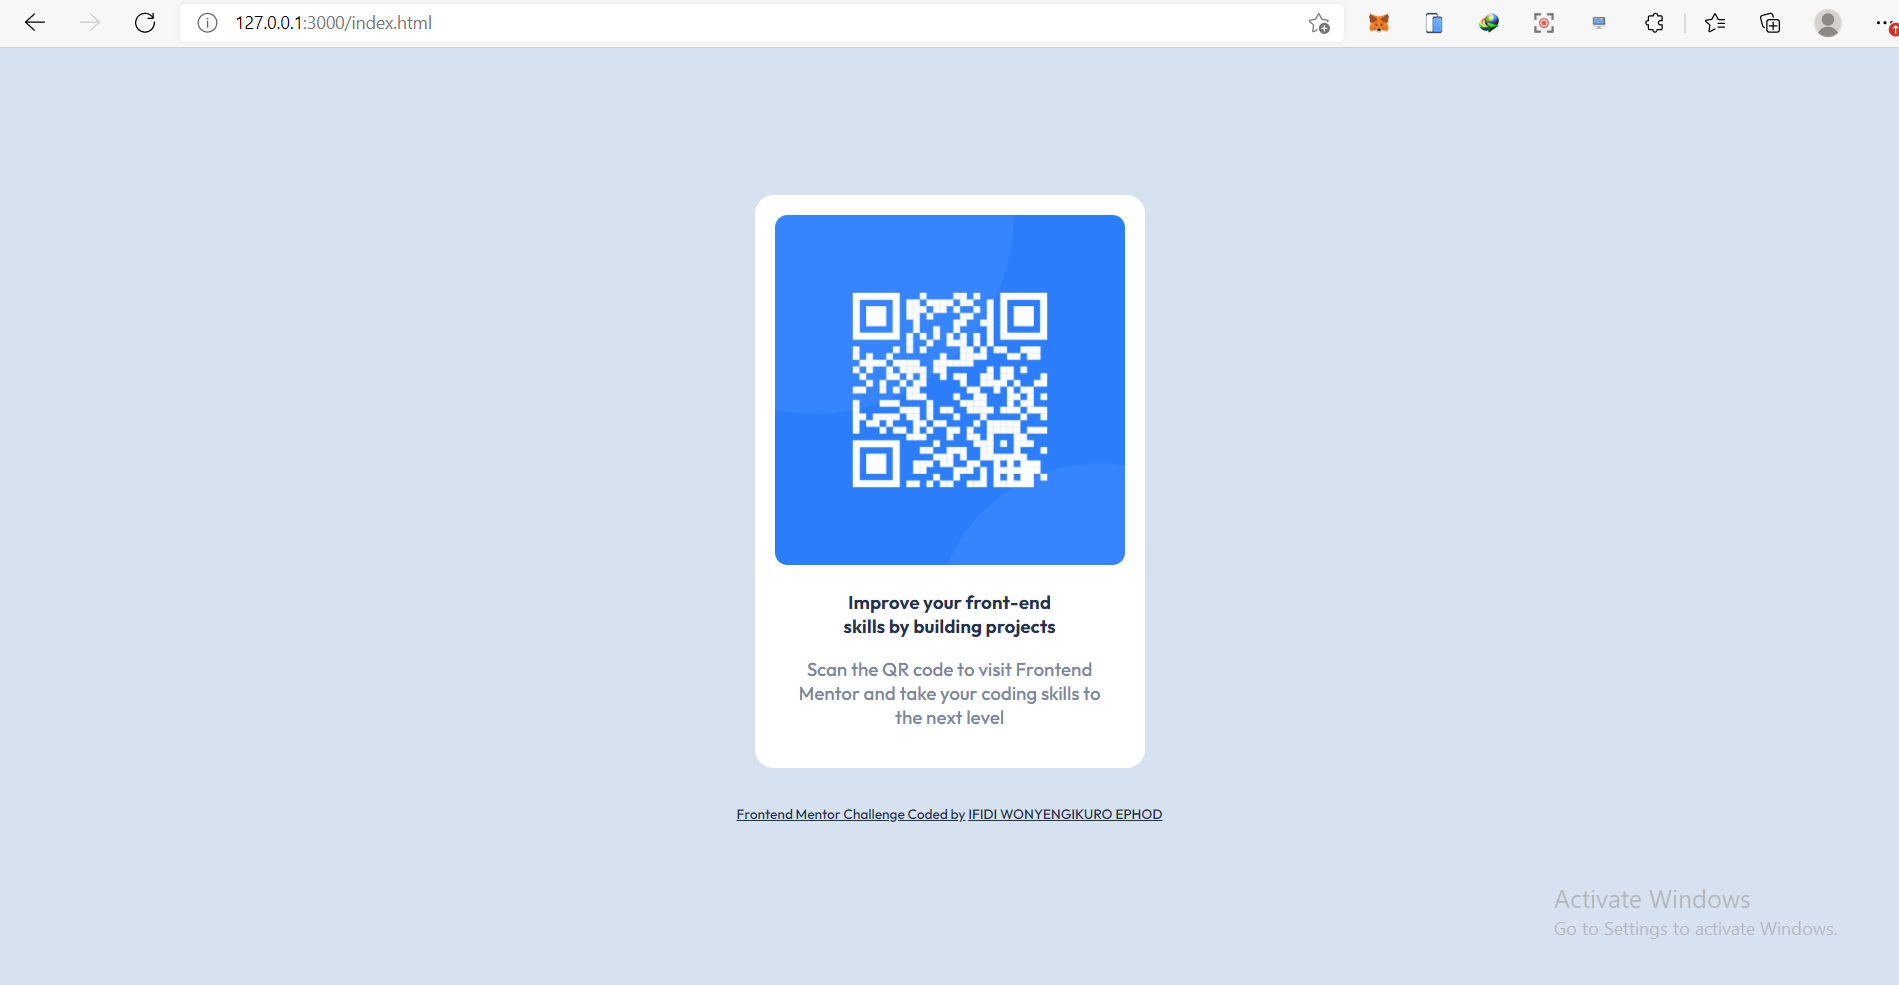 127.0.0.1:3000/index.html
Improve your front-end
skills by building projects
Scan the QR code to visit Frontend
Mentor and take your coding skills to
the next level
Frontend Mentor Challenge Coded by IFIDI WONYENGIKURO EPHOD
Activate Windows
Go to Settings to activate Windows.